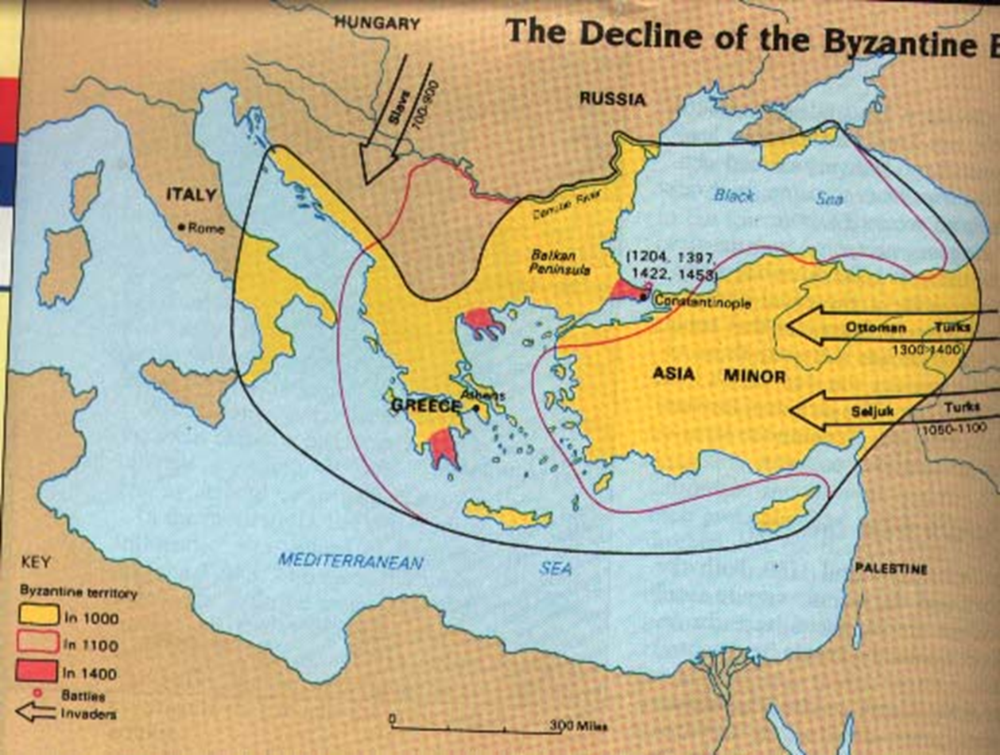 The Decline of the Byzantine E
HUNGARY
Slavs
700-900
RUSSIA
ITALY
Rome
Black Sea
Danube River
Balkan
Peninsula
(1204, 1397,
1422, 1453)
Constantinople
Ottoman Turks
1300-1400
ASIA MINOR
Seljuk Turks
1050-1100
GREECE
Athens
MEDITERRANEAN SEA
PALESTINE
KEY
Byzantine territory
In 1000
In 1100
In 1400
Battles
Invaders
0 300 Miles